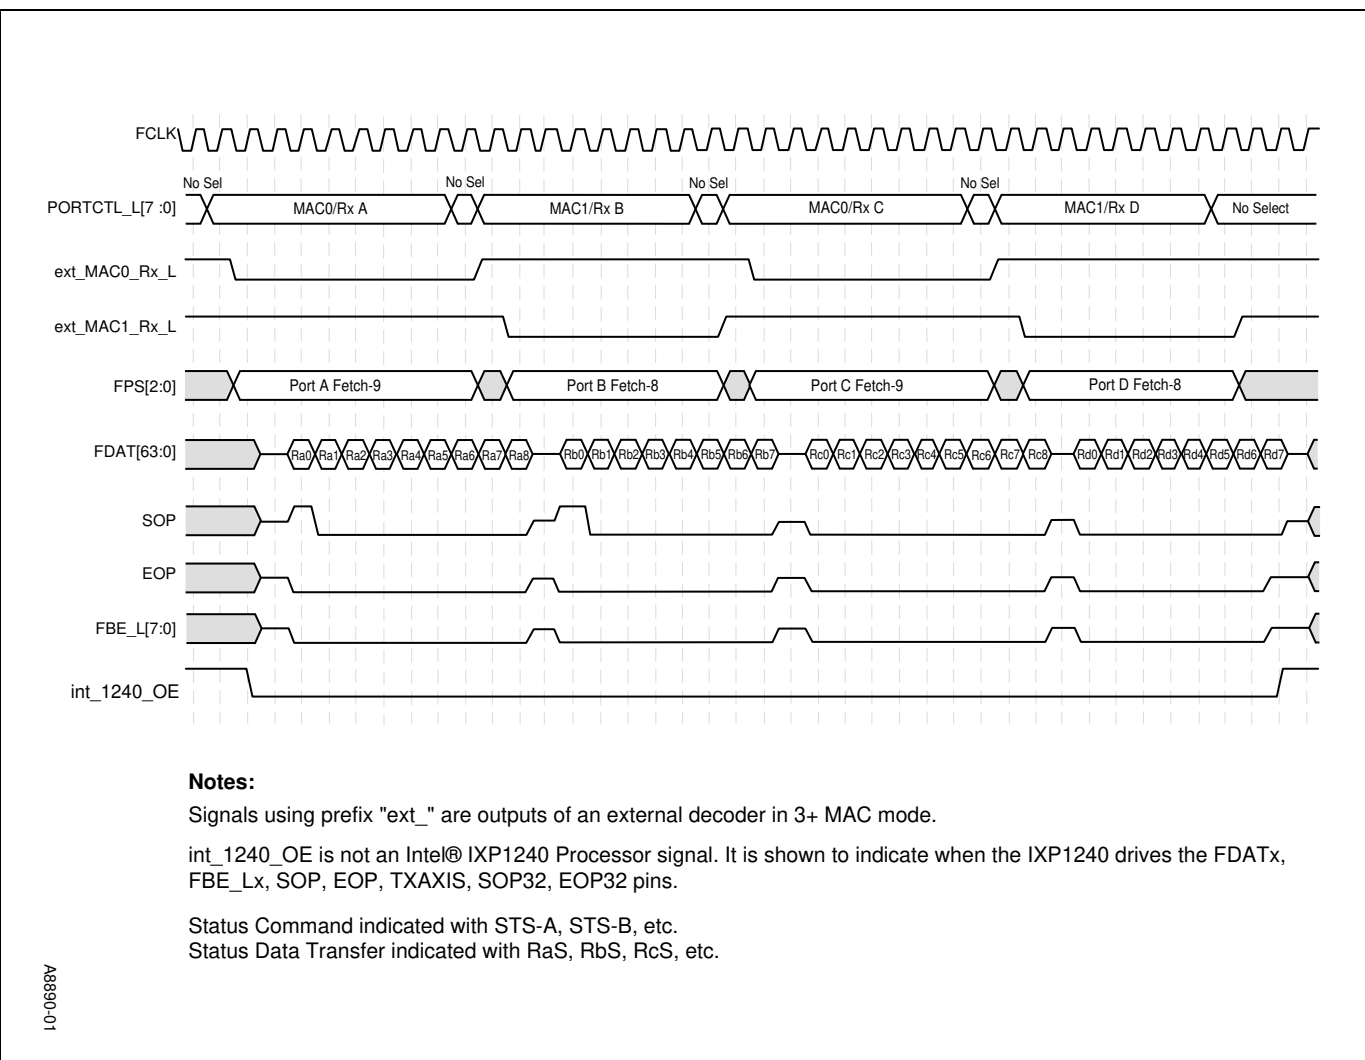 FCLK
No Sel No Sel No Sel No Sel
PORTCTL_L[7 :0] MAC0/Rx A MAC1/Rx B MAC0/Rx C MAC1/Rx D No Select
ext_MAC0_Rx_L
ext_MAC1_Rx_L
FPS[2:0] Port A Fetch-9 Port B Fetch-8 Port C Fetch-9 Port D Fetch-8
FDAT[63:0] Ra0 Ra1 Ra2 Ra3 Ra4 Ra5 Ra6 Ra7 Ra8 Rb0 Rb1 Rb2 Rb3 Rb4 Rb5 Rb6 Rb7 Rc0 Rc1 Rc2 Rc3 Rc4 Rc5 Rc6 Rc7 Rc8 Rd0 Rd1 Rd2 Rd3 Rd4 Rd5 Rd6 Rd7
SOP
EOP
FBE_L[7:0]
int_1240_OE
Notes:
Signals using prefix "ext_" are outputs of an external decoder in 3+ MAC mode.
int_1240_OE is not an Intel® IXP1240 Processor signal. It is shown to indicate when the IXP1240 drives the FDATx,
FBE_Lx, SOP, EOP, TXAXIS, SOP32, EOP32 pins.
Status Command indicated with STS-A, STS-B, etc.
Status Data Transfer indicated with RaS, RbS, RcS, etc.
A8890-01